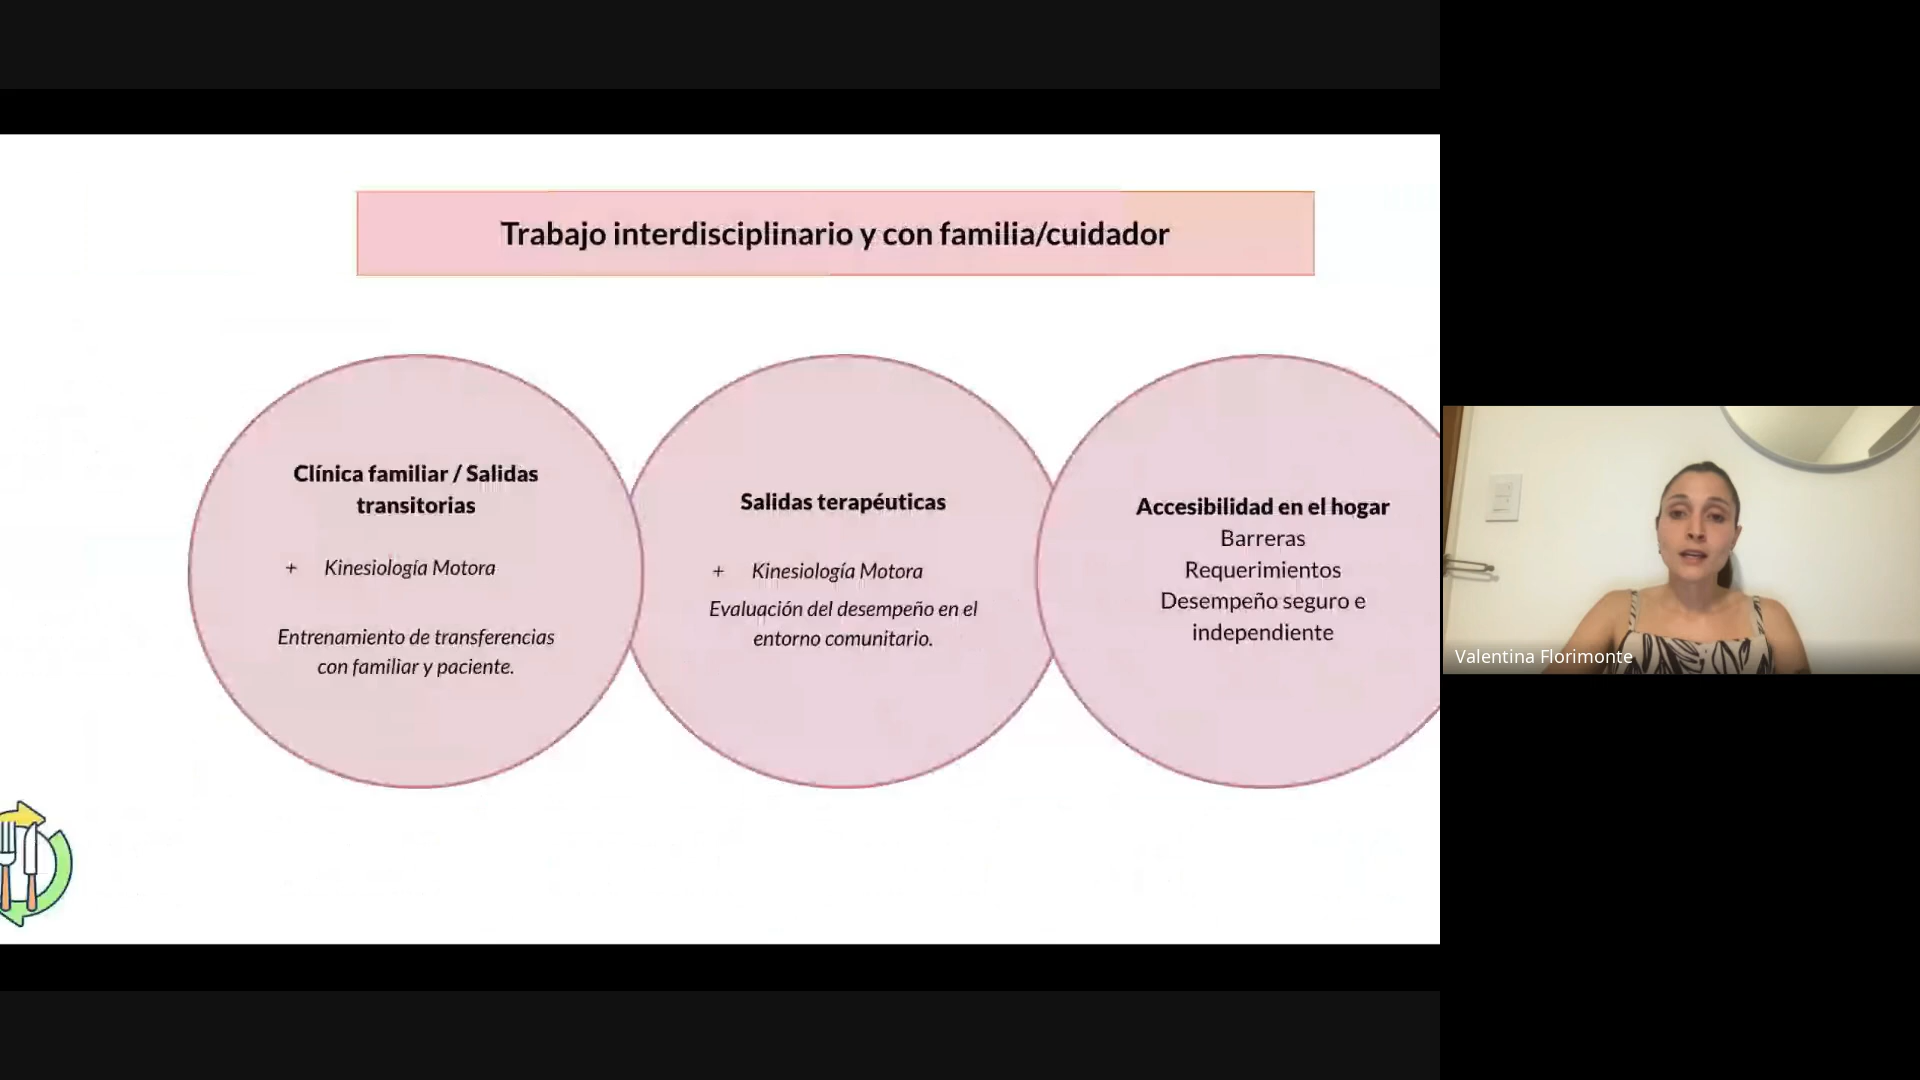 Trabajo interdisciplinario y con familia/cuidador
Clínica familiar / Salidas
transitorias
+ Kinesiología Motora
Entrenamiento de transferencias
con familiar y paciente.
Salidas terapéuticas
+ Kinesiología Motora
Evaluación del desempeño en el
entorno comunitario.
Accesibilidad en el hogar
Barreras
Requerimientos
Desempeño seguro e
independiente
Valentina Florimonte